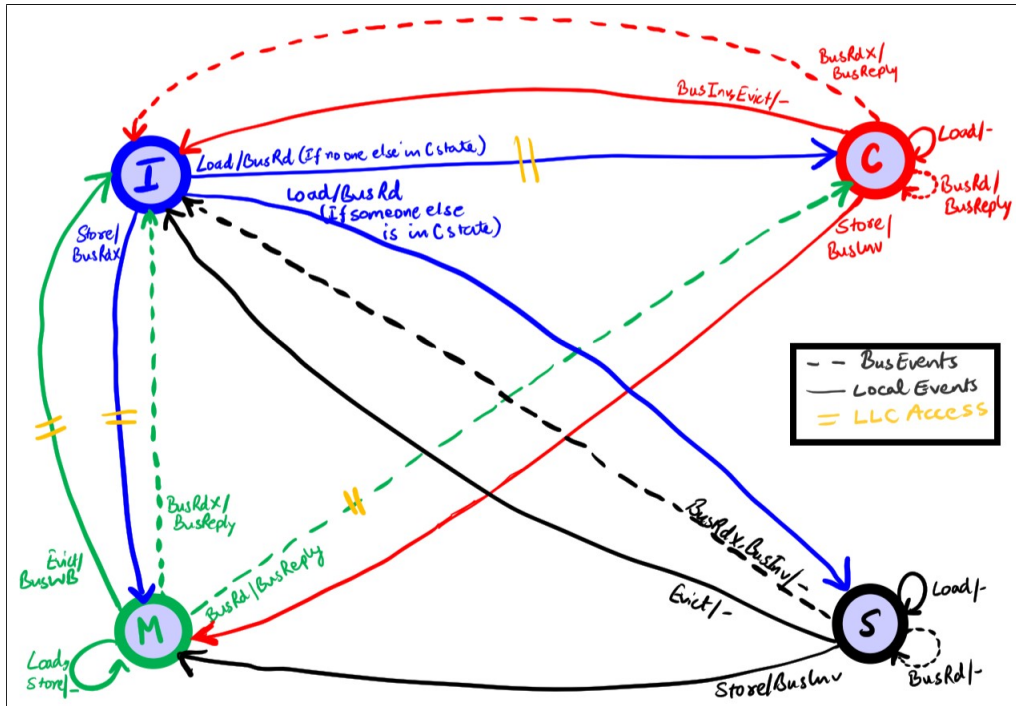 BusRdX/
BusReply
BusInv,Evict/-
I
C
Load/-
Load/BusRd (If no one else in C state)
Load/BusRd
(If someone else
is in C state)
BusRd/
BusReply
Store/
BusInv
Store/
BusRdX
BusEvents
Local Events
LLC Access
BusRdX/
BusReply
BusRdX,BusInv/-
Evict/
BusWB
BusRd/BusReply
Evict/-
Load/-
M
S
Load,
Store/-
BusRd/-
Store/BusInv